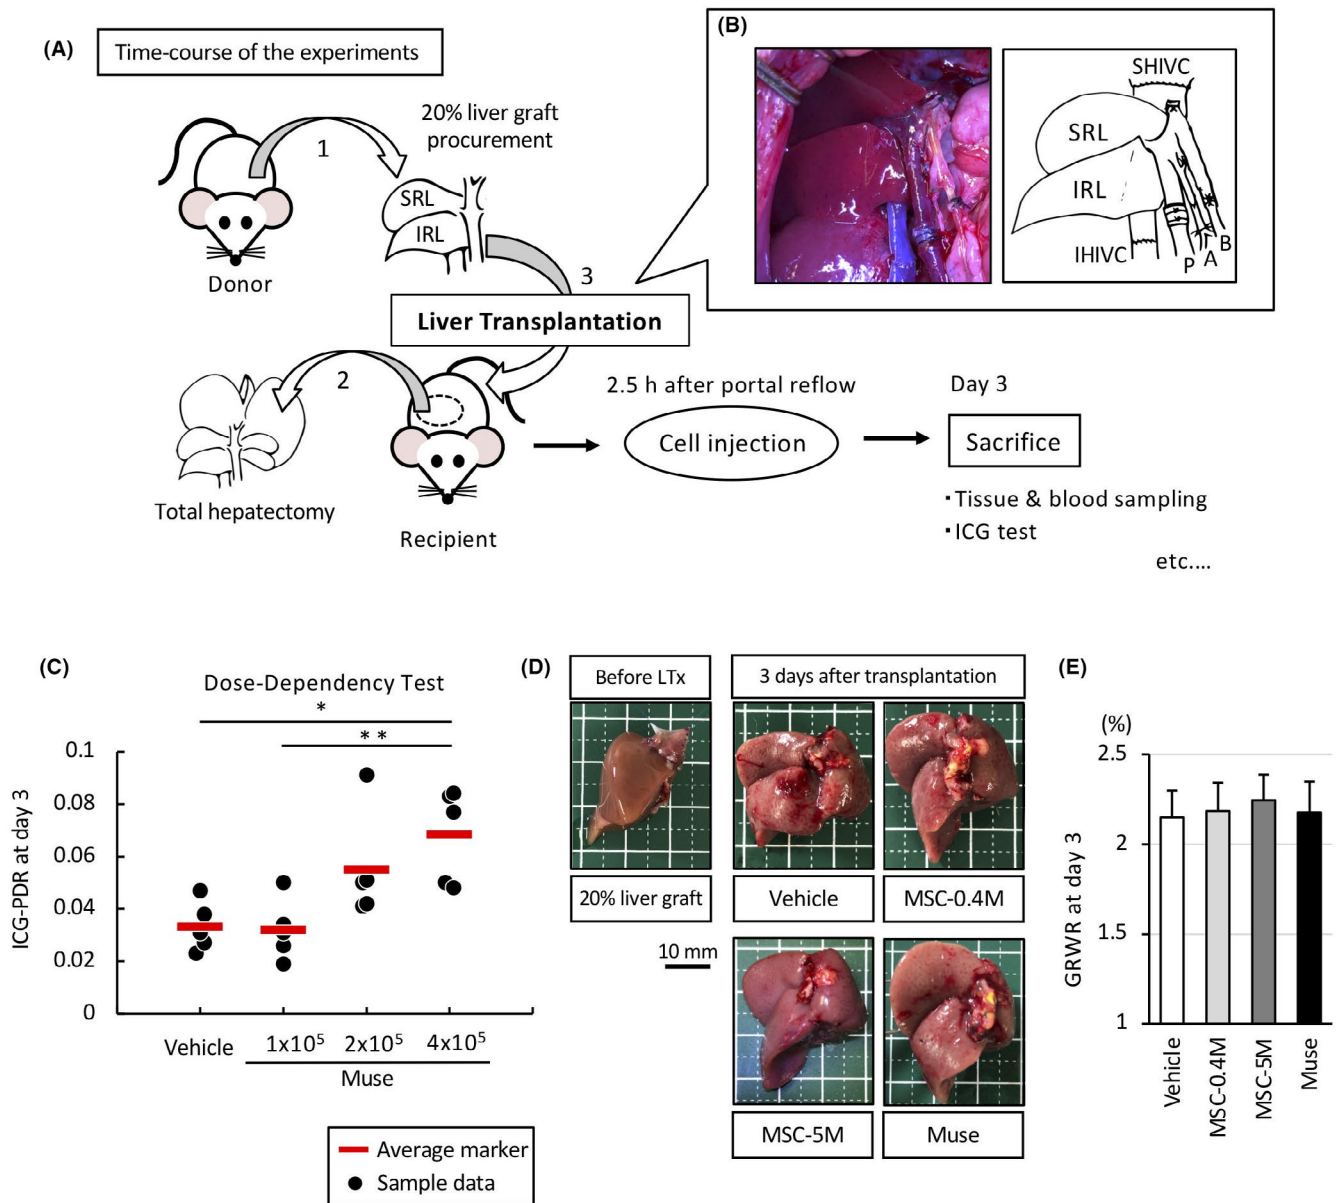 (A)
Time-course of the experiments
1
20% liver graft
procurement
SRL
IRL
Donor
3
Liver Transplantation
2
Total hepatectomy
Recipient
2.5 h after portal reflow
Cell injection
Day 3
Sacrifice
・Tissue & blood sampling
・ICG test
etc....
(B)
SHIVC
SRL
IRL
IHIVC
P
A
B
(C)
Dose-Dependency Test
*
**
ICG-PDR at day 3
0.1
0.08
0.06
0.04
0.02
0
Vehicle
1x10⁵
2x10⁵
4x10⁵
Muse
Average marker
Sample data
(D)
Before LTx
3 days after transplantation
20% liver graft
Vehicle
MSC-0.4M
10 mm
MSC-5M
Muse
(E)
(%)
GRWR at day 3
2.5
2
1.5
1
Vehicle
MSC-0.4M
MSC-5M
Muse